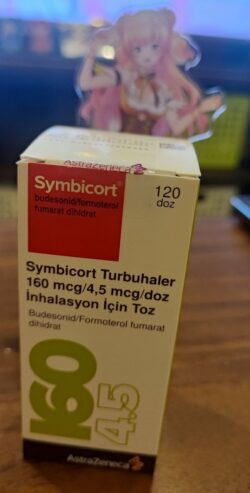 AstraZeneca
Symbicort
budesonid/formoterol
fumarat dihidrat
120
doz
Symbicort Turbuhaler
160 mcg/4,5 mcg/doz
İnhalasyon İçin Toz
Budesonid/Formoterol fumarat
dihidrat
160
4.5
AstraZeneca